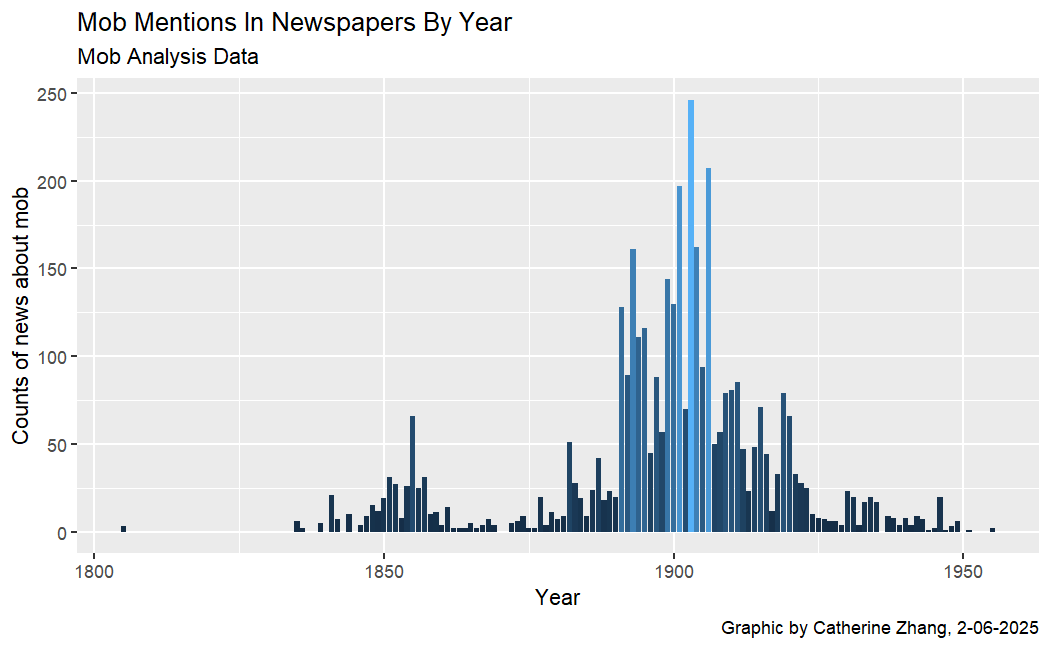 Mob Mentions In Newspapers By Year
Mob Analysis Data
Counts of news about mob
250
200
150
100
50
0
1800 1850 1900 1950
Year
Graphic by Catherine Zhang, 2-06-2025